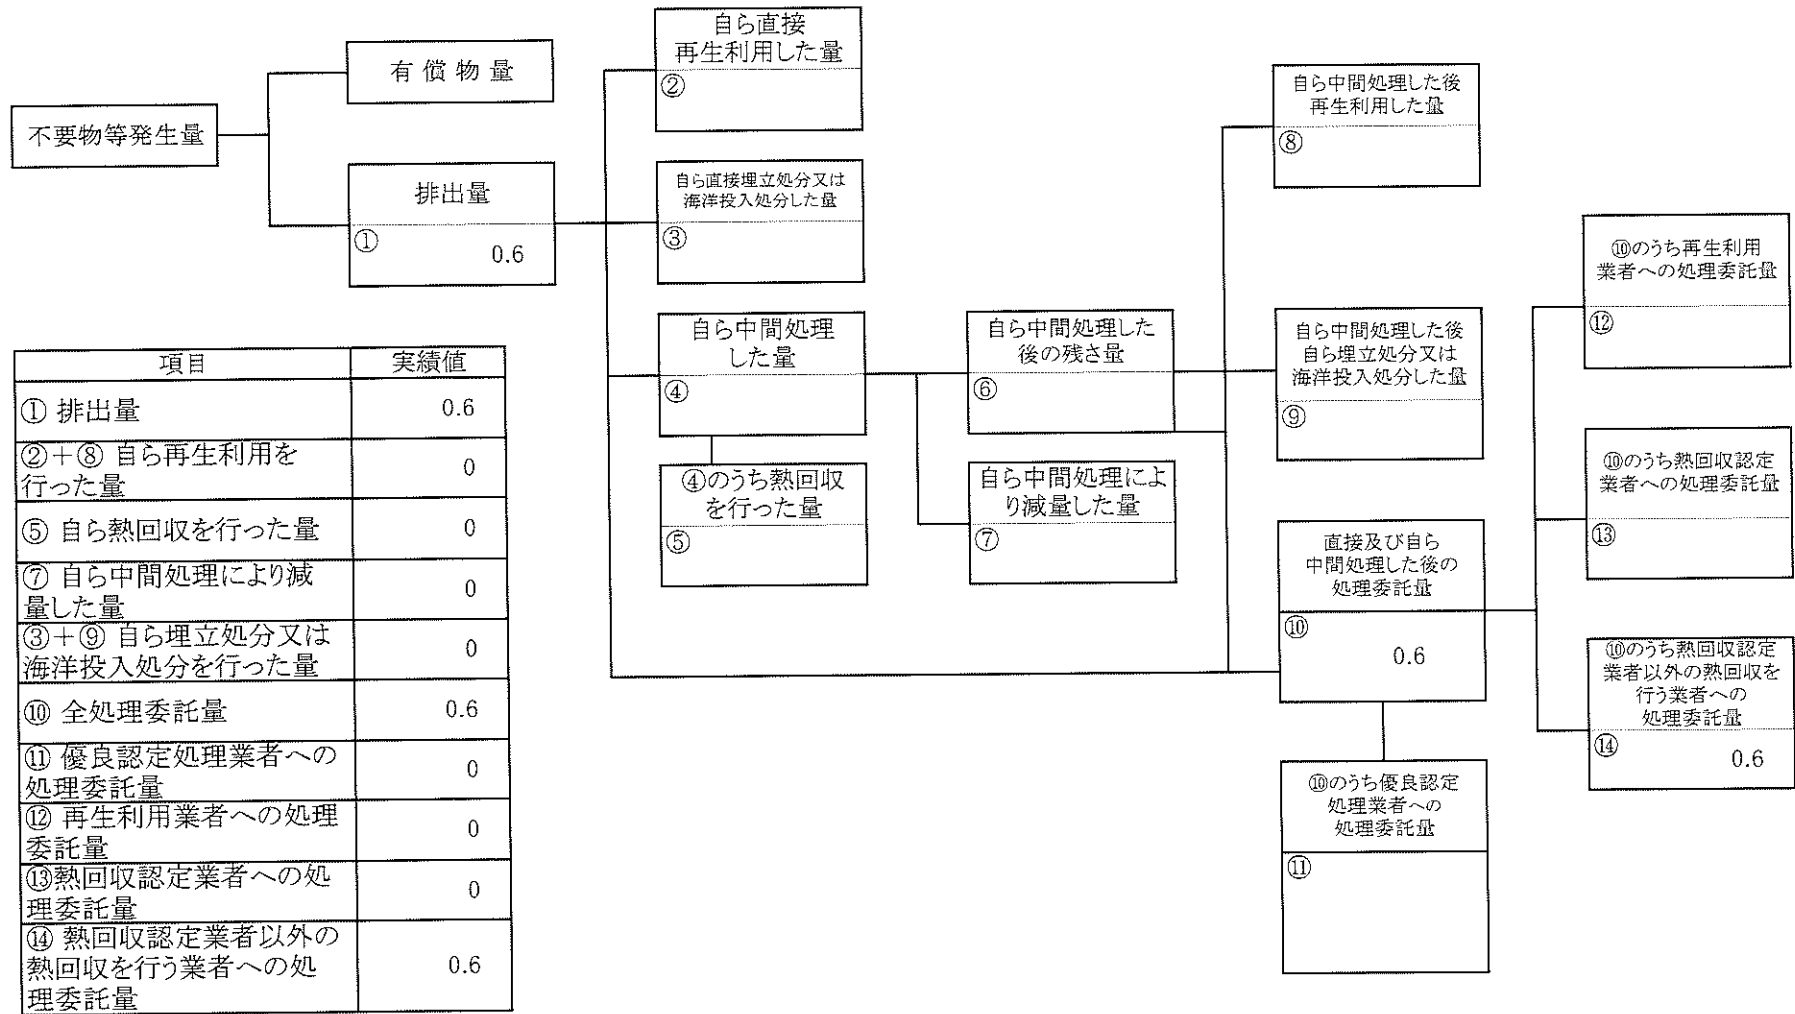 不要物等発生量
有償物量
排出量
①
0.6
自ら直接
再生利用した量
②
自ら直接埋立処分又は
海洋投入処分した量
③
自ら中間処理
した量
④
④のうち熱回収
を行った量
⑤
自ら中間処理した
後の残さ量
⑥
自ら中間処理によ
り減量した量
⑦
自ら中間処理した後
再生利用した量
⑧
自ら中間処理した後
自ら埋立処分又は
海洋投入処分した量
⑨
直接及び自ら
中間処理した後の
処理委託量
⑩
0.6
⑩のうち優良認定
処理業者への
処理委託量
⑪
⑩のうち再生利用
業者への処理委託量
⑫
⑩のうち熱回収認定
業者への処理委託量
⑬
⑩のうち熱回収認定
業者以外の熱回収を
行う業者への
処理委託量
⑭
0.6
項目 実績値
① 排出量 0.6
②+⑧ 自ら再生利用を
行った量 0
⑤ 自ら熱回収を行った量 0
⑦ 自ら中間処理により減
量した量 0
③+⑨ 自ら埋立処分又は
海洋投入処分を行った量 0
⑩ 全処理委託量 0.6
⑪ 優良認定処理業者への
処理委託量 0
⑫ 再生利用業者への処理
委託量 0
⑬熱回収認定業者への処
理委託量 0
⑭ 熱回収認定業者以外の
熱回収を行う業者への処
理委託量 0.6